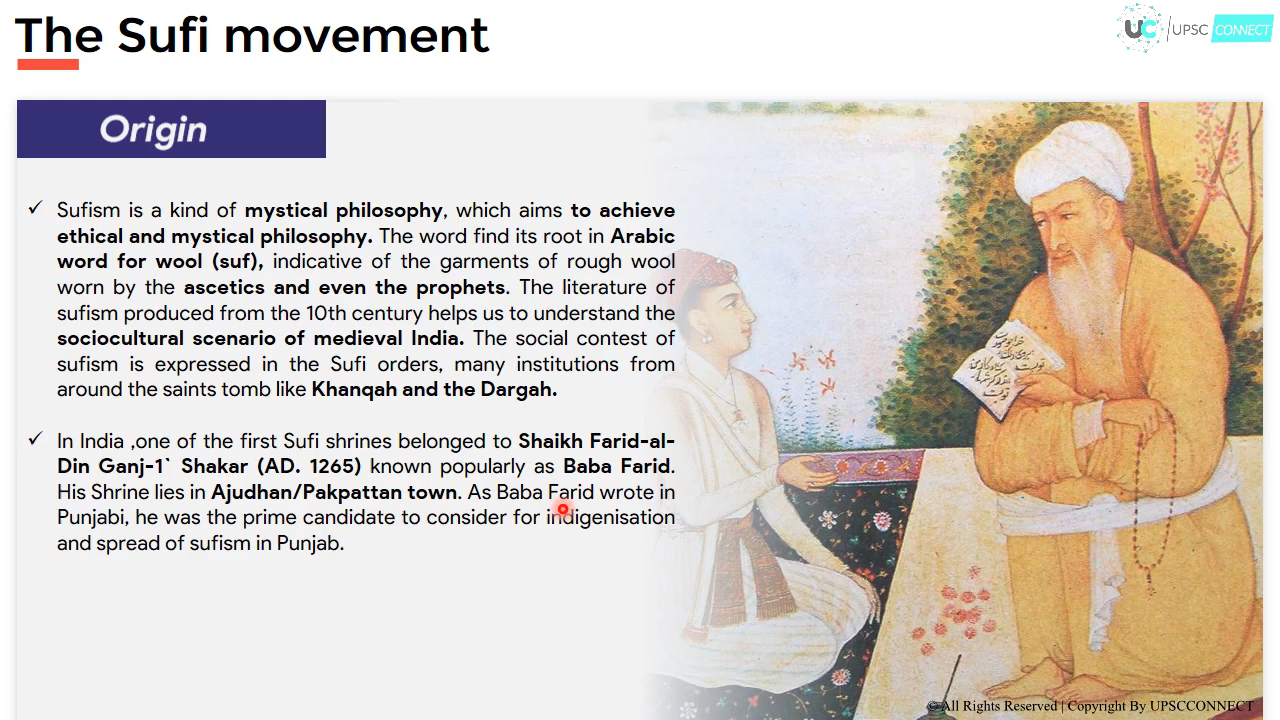 The Sufi movement
UC | UPSC CONNECT
Origin
✓ Sufism is a kind of mystical philosophy, which aims to achieve
ethical and mystical philosophy. The word find its root in Arabic
word for wool (suf), indicative of the garments of rough wool
worn by the ascetics and even the prophets. The literature of
sufism produced from the 10th century helps us to understand the
sociocultural scenario of medieval India. The social contest of
sufism is expressed in the Sufi orders, many institutions from
around the saints tomb like Khanqah and the Dargah.
✓ In India ,one of the first Sufi shrines belonged to Shaikh Farid-al-
Din Ganj-1` Shakar (AD. 1265) known popularly as Baba Farid.
His Shrine lies in Ajudhan/Pakpattan town. As Baba Farid wrote in
Punjabi, he was the prime candidate to consider for indigenisation
and spread of sufism in Punjab.
© All Rights Reserved | Copyright By UPSCCONNECT